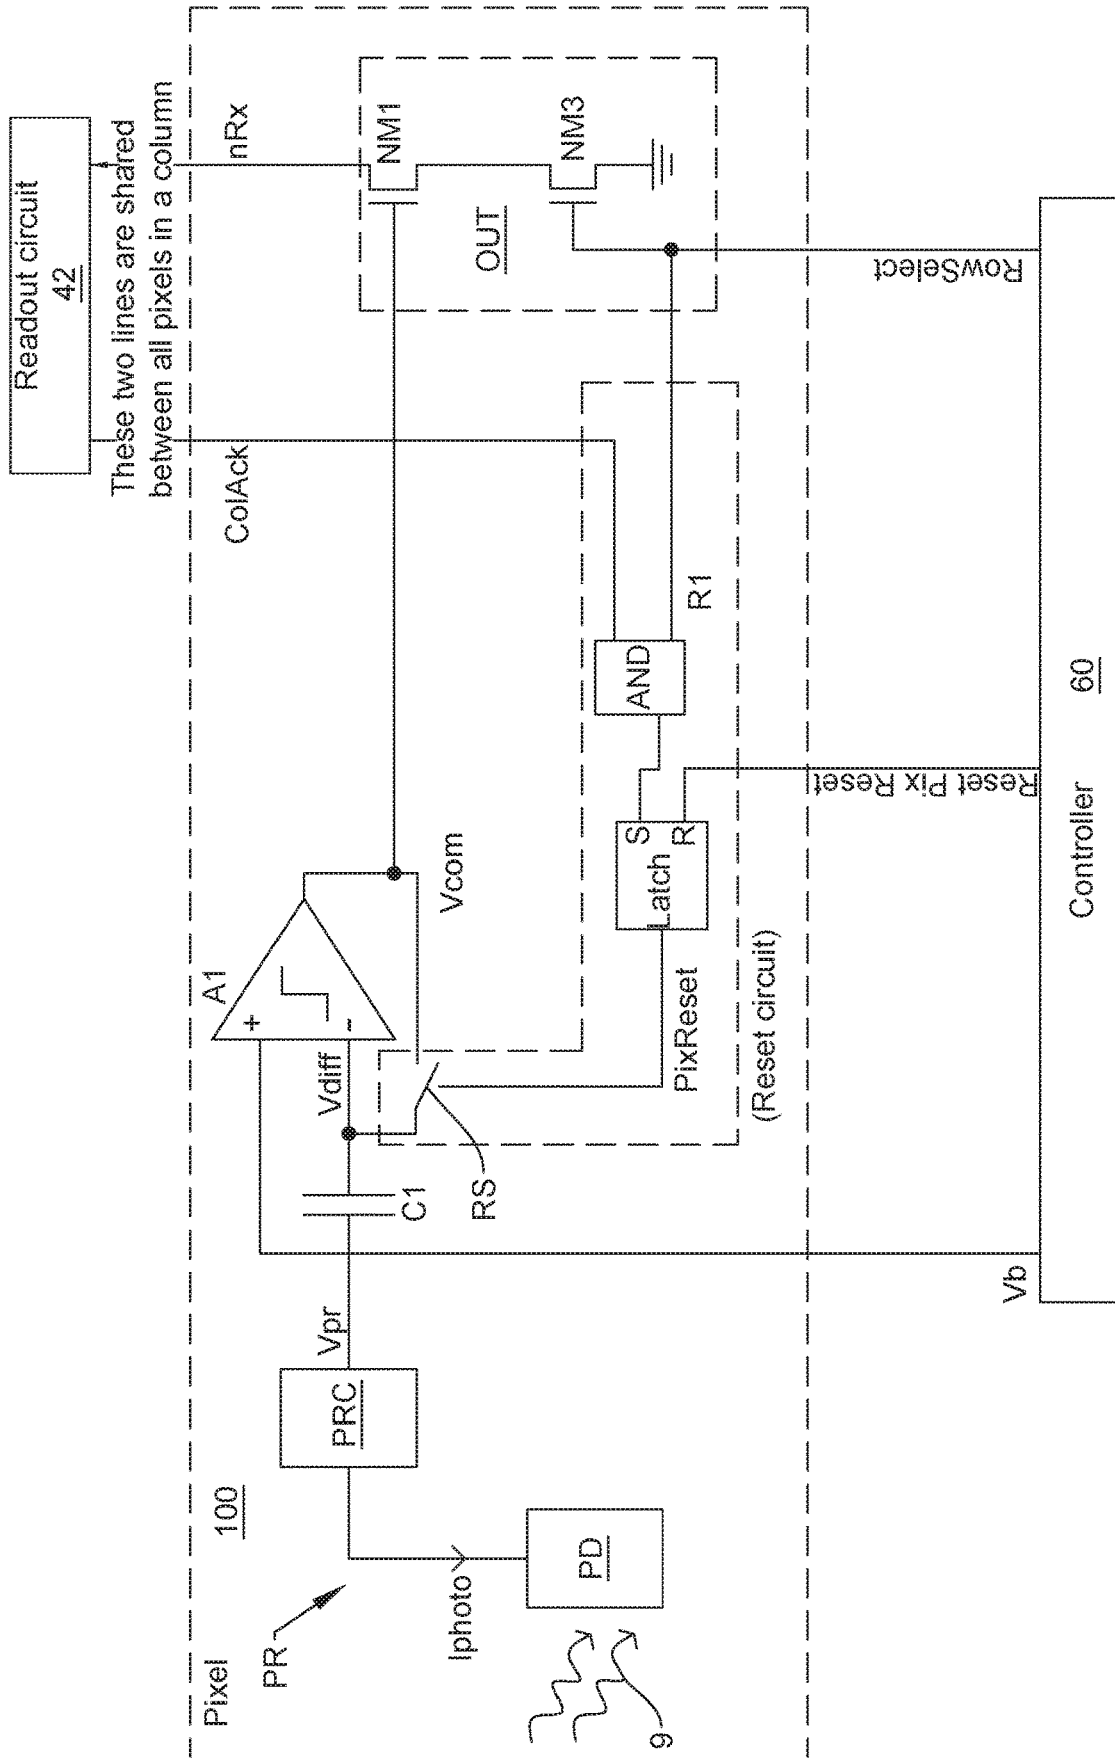 Readout circuit
42
These two lines are shared
between all pixels in a column
Pixel
100
PR
Iphoto
PD
9
PRC
Vpr
C1
RS
Vdiff
A1
+
-
Vcom
ColAck
nRx
NM1
NM3
OUT
AND
R1
S
R
Latch
PixReset
(Reset circuit)
Vb
Reset Pix Reset
RowSelect
Controller
60